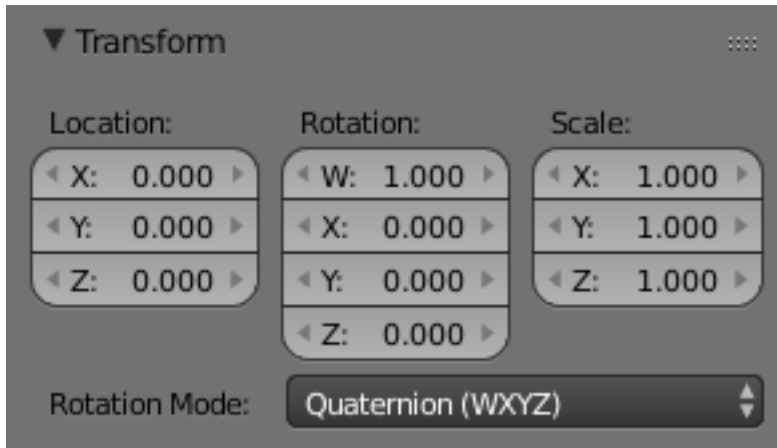 Transform
Location: Rotation: Scale:
X: 0.000 W: 1.000 X: 1.000
Y: 0.000 X: 0.000 Y: 1.000
Z: 0.000 Y: 0.000 Z: 1.000
Z: 0.000
Rotation Mode: Quaternion (WXYZ)